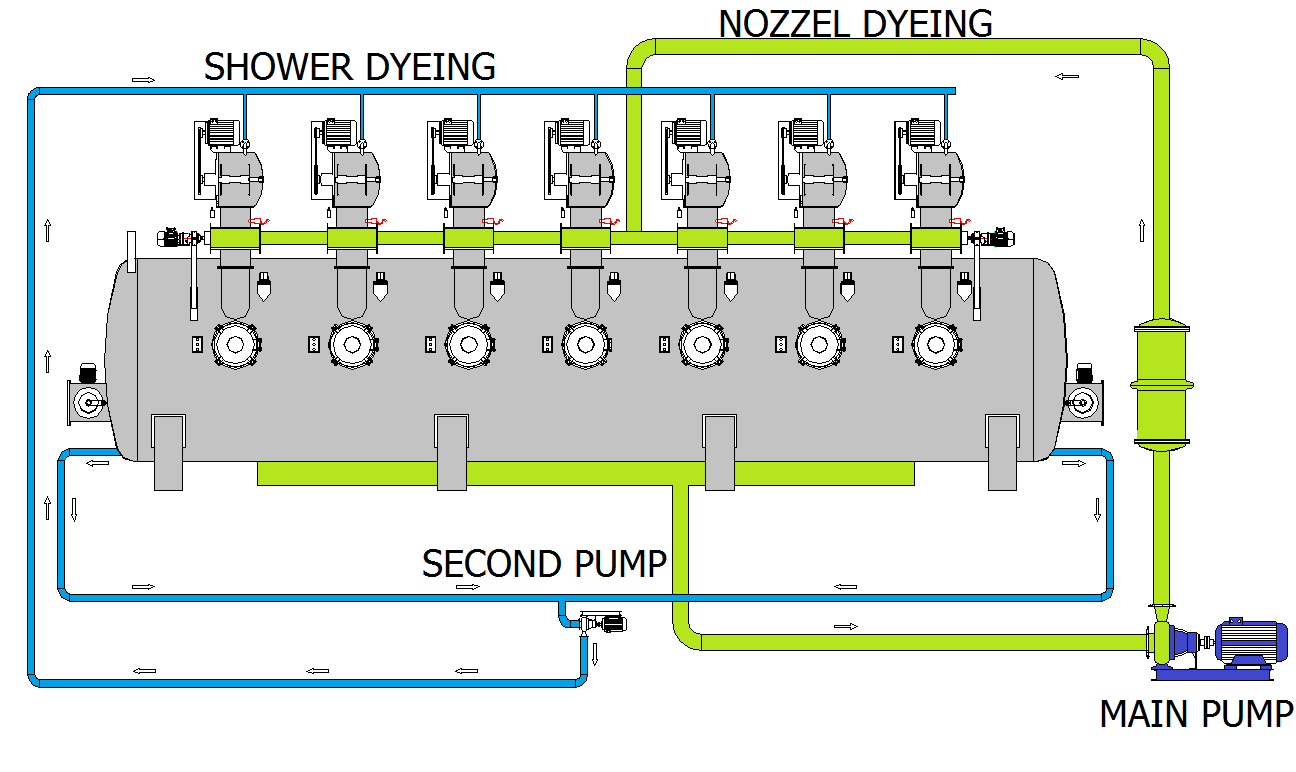 NOZZEL DYEING
SHOWER DYEING
SECOND PUMP
MAIN PUMP